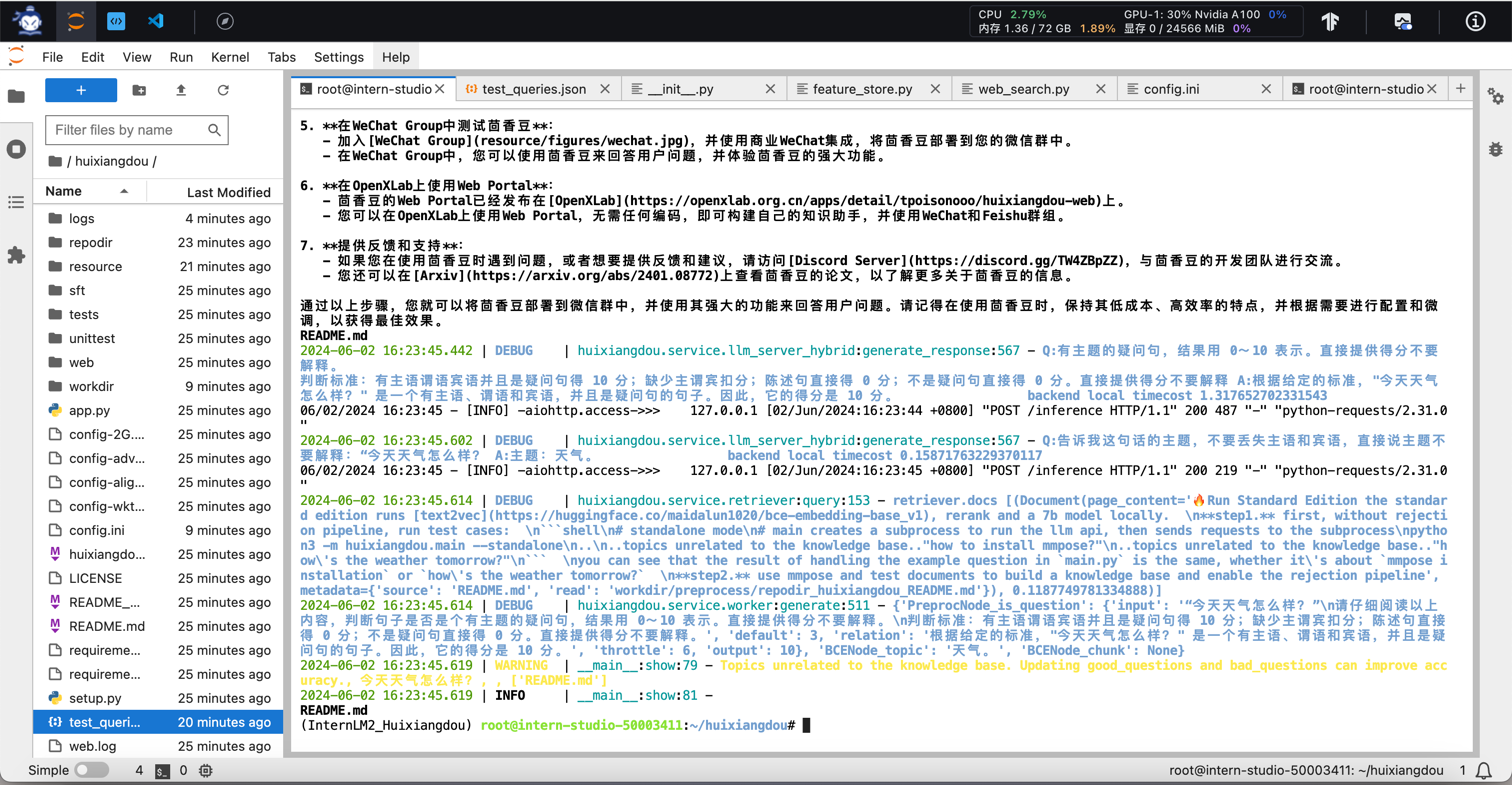 CPU 2.79% GPU-1: 30% Nvidia A100 0%
内存 1.36 / 72 GB 1.89% 显存 0 / 24566 MiB 0%
File Edit View Run Kernel Tabs Settings Help
root@intern-studio test_queries.json __init__.py feature_store.py web_search.py config.ini root@intern-studio
Filter files by name
/ huixiangdou /
Name Last Modified
logs 4 minutes ago
repodir 23 minutes ago
resource 21 minutes ago
sft 25 minutes ago
tests 25 minutes ago
unittest 25 minutes ago
web 25 minutes ago
workdir 9 minutes ago
app.py 25 minutes ago
config-2G.... 25 minutes ago
config-adv... 25 minutes ago
config-alig... 25 minutes ago
config-wkt... 25 minutes ago
config.ini 9 minutes ago
huixiangdo... 25 minutes ago
LICENSE 25 minutes ago
README_... 25 minutes ago
README.md 25 minutes ago
requireme... 25 minutes ago
requireme... 25 minutes ago
setup.py 25 minutes ago
test_queri... 20 minutes ago
web.log 25 minutes ago
5. **在WeChat Group中测试茴香豆**:
- 加入[WeChat Group](resource/figures/wechat.jpg)，并使用商业WeChat集成，将茴香豆部署到您的微信群中。
- 在WeChat Group中，您可以使用茴香豆来回答用户问题，并体验茴香豆的强大功能。
6. **在OpenXLab上使用Web Portal**:
- 茴香豆的Web Portal已经发布在[OpenXLab](https://openxlab.org.cn/apps/detail/tpoisonooo/huixiangdou-web)上。
- 您可以在OpenXLab上使用Web Portal，无需任何编码，即可构建自己的知识助手，并使用WeChat和Feishu群组。
7. **提供反馈和支持**:
- 如果您在使用茴香豆时遇到问题，或者想要提供反馈和建议，请访问[Discord Server](https://discord.gg/TW4ZBpZZ)，与茴香豆的开发团队进行交流。
- 您还可以在[Arxiv](https://arxiv.org/abs/2401.08772)上查看茴香豆的论文，以了解更多关于茴香豆的信息。
通过以上步骤，您就可以将茴香豆部署到微信群中，并使用其强大的功能来回答用户问题。请记得在使用茴香豆时，保持其低成本、高效率的特点，并根据需要进行配置和微
调，以获得最佳效果。
README.md
2024-06-02 16:23:45.442 | DEBUG | huixiangdou.service.llm_server_hybrid:generate_response:567 - Q:有主题的疑问句，结果用 0～10 表示。直接提供得分不要
解释。
判断标准：有主语谓语宾语并且是疑问句得 10 分；缺少主谓宾扣分；陈述句直接得 0 分；不是疑问句直接得 0 分。直接提供得分不要解释 A:根据给定的标准，"今天天气
怎么样？" 是一个有主语、谓语和宾语，并且是疑问句的句子。因此，它的得分是 10 分。 backend local timecost 1.317652702331543
06/02/2024 16:23:45 - [INFO] -aiohttp.access->>> 127.0.0.1 [02/Jun/2024:16:23:44 +0800] "POST /inference HTTP/1.1" 200 487 "-" "python-requests/2.31.0
"
2024-06-02 16:23:45.602 | DEBUG | huixiangdou.service.llm_server_hybrid:generate_response:567 - Q:告诉我这句话的主题，不要丢失主语和宾语，直接说主题不
要解释：“今天天气怎么样？ A:主题：天气。 backend local timecost 0.15871763229370117
06/02/2024 16:23:45 - [INFO] -aiohttp.access->>> 127.0.0.1 [02/Jun/2024:16:23:45 +0800] "POST /inference HTTP/1.1" 200 219 "-" "python-requests/2.31.0
"
2024-06-02 16:23:45.614 | DEBUG | huixiangdou.service.retriever:query:153 - retriever.docs [(Document(page_content='🔥Run Standard Edition the standar
d edition runs [text2vec](https://huggingface.co/maidalun1020/bce-embedding-base_v1), rerank and a 7b model locally. \n**step1.** first, without rejecti
on pipeline, run test cases: \n```shell\n# standalone mode\n# main creates a subprocess to run the llm api, then sends requests to the subprocess\npytho
n3 -m huixiangdou.main --standalone\n..\n..topics unrelated to the knowledge base.."how to install mmpose?"\n..topics unrelated to the knowledge base.."h
ow\'s the weather tomorrow?"\n``` \nyou can see that the result of handling the example question in `main.py` is the same, whether it\'s about `mmpose i
nstallation` or `how\'s the weather tomorrow?` \n**step2.** use mmpose and test documents to build a knowledge base and enable the rejection pipeline',
metadata={'source': 'README.md', 'read': 'workdir/preprocess/repodir_huixiangdou_README.md'}), 0.1187749781334888)]
2024-06-02 16:23:45.614 | DEBUG | huixiangdou.service.worker:generate:511 - {'PreprocNode_is_question': {'input': '“今天天气怎么样？”\n请仔细阅读以上
内容，判断句子是否是个有主题的疑问句，结果用 0～10 表示。直接提供得分不要解释。\n判断标准：有主语谓语宾语并且是疑问句得 10 分；缺少主谓宾扣分；陈述句直接
得 0 分；不是疑问句直接得 0 分。直接提供得分不要解释。', 'default': 3, 'relation': '根据给定的标准，"今天天气怎么样？" 是一个有主语、谓语和宾语，并且是疑
问句的句子。因此，它的得分是 10 分。', 'throttle': 6, 'output': 10}, 'BCENode_topic': '天气。', 'BCENode_chunk': None}
2024-06-02 16:23:45.619 | WARNING | __main__:show:79 - Topics unrelated to the knowledge base. Updating good_questions and bad_questions can improve acc
uracy., 今天天气怎么样？, , ['README.md']
2024-06-02 16:23:45.619 | INFO | __main__:show:81 -
README.md
(InternLM2_Huixiangdou) root@intern-studio-50003411:~/huixiangdou#
Simple 4 0 root@intern-studio-50003411: ~/huixiangdou 1